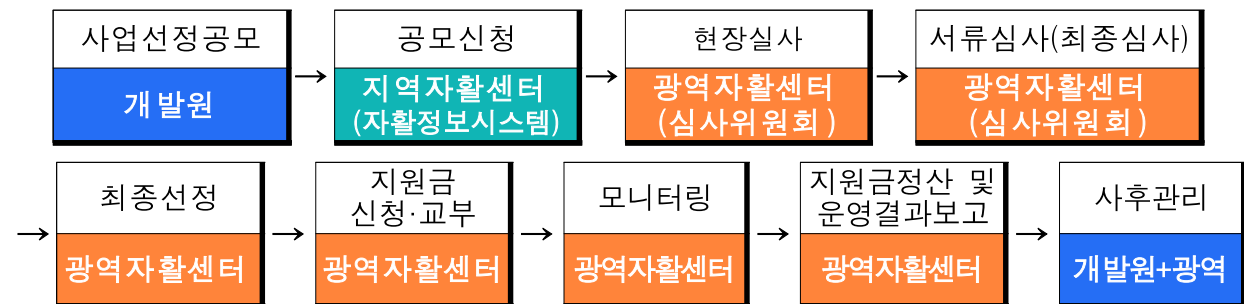 사업선정공모
개발원
공모신청
지역자활센터
(자활정보시스템)
현장실사
광역자활센터
(심사위원회)
서류심사(최종심사)
광역자활센터
(심사위원회)
최종선정
광역자활센터
지원금
신청·교부
광역자활센터
모니터링
광역자활센터
지원금정산 및
운영결과보고
광역자활센터
사후관리
개발원+광역